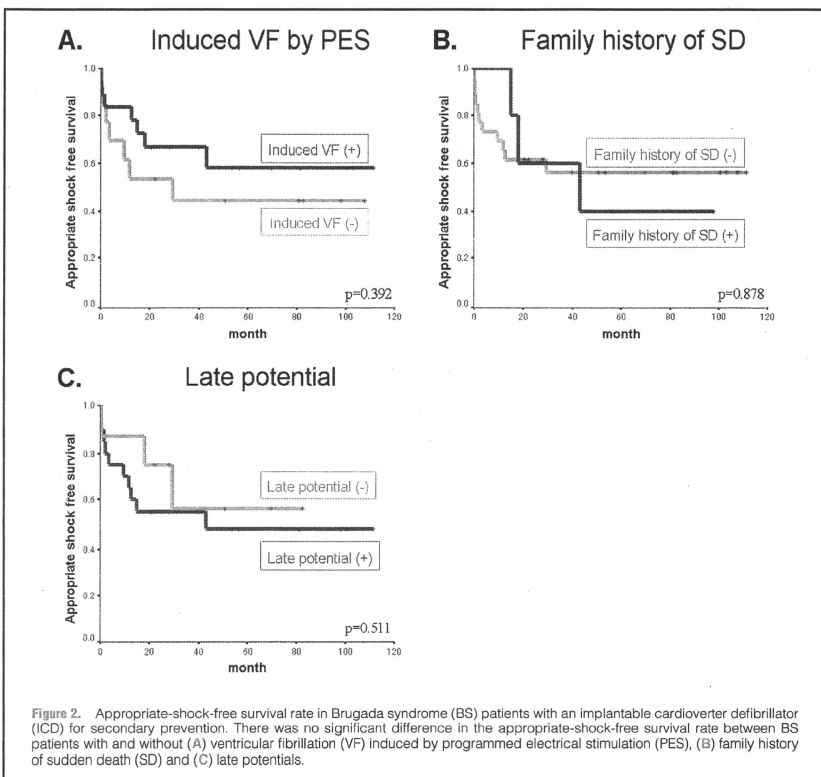 A. Induced VF by PES
Appropriate shock free survival
1.0
0.8
0.6
0.4
0.2
0.0
Induced VF (+)
Induced VF (-)
p=0.392
0 20 40 60 80 100 120
month
B. Family history of SD
Appropriate shock free survival
1.0
0.8
0.6
0.4
0.2
0.0
Family history of SD (-)
Family history of SD (+)
p=0.878
0 20 40 60 80 100 120
month
C. Late potential
Appropriate shock free survival
1.0
0.8
0.6
0.4
0.2
0.0
Late potential (-)
Late potential (+)
p=0.511
0 20 40 60 80 100 120
month
Figure 2. Appropriate-shock-free survival rate in Brugada syndrome (BS) patients with an implantable cardioverter defibrillator
(ICD) for secondary prevention. There was no significant difference in the appropriate-shock-free survival rate between BS
patients with and without (A) ventricular fibrillation (VF) induced by programmed electrical stimulation (PES), (B) family history
of sudden death (SD) and (C) late potentials.